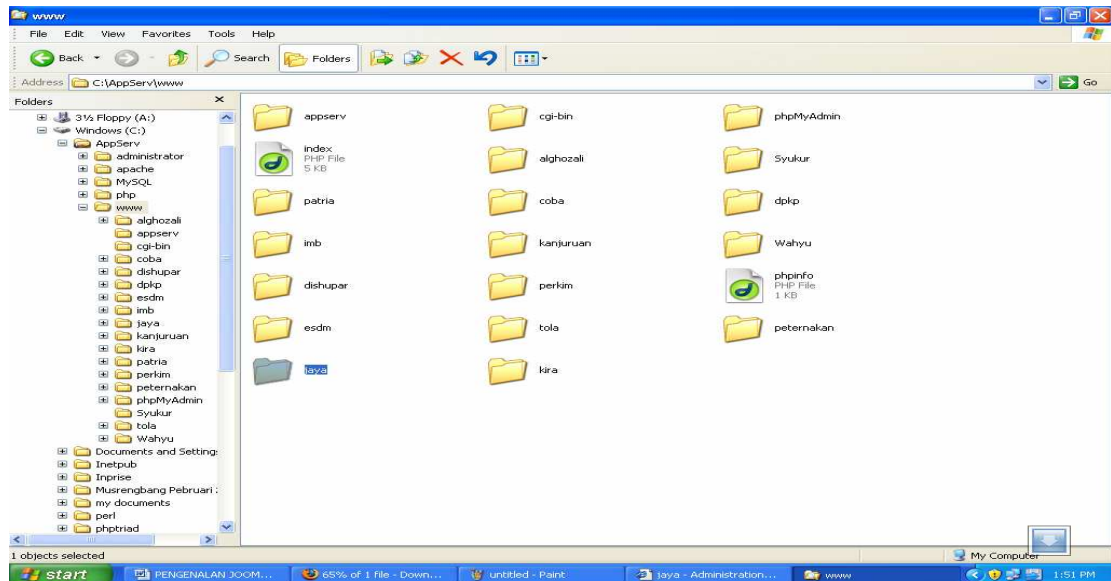 www
File Edit View Favorites Tools Help
Back Search Folders
Address C:\AppServ\www Go
Folders
3½ Floppy (A:)
Windows (C:)
AppServ
administrator
apache
MySQL
php
www
alghozali
appserv
cgi-bin
coba
dishupar
dpkp
esdm
imb
jaya
kanjuruan
kira
patria
perkim
peternakan
phpMyAdmin
Syukur
tola
Wahyu
Documents and Setting
Inetpub
Inprise
Musrengbang Pebruari
my documents
perl
phptriad
appserv cgi-bin phpMyAdmin
index
PHP File
5 KB
alghozali Syukur
patria coba dpkp
imb kanjuruan Wahyu
dishupar perkim
phpinfo
PHP File
1 KB
esdm tola peternakan
jaya kira
1 objects selected My Computer
start PENGENALAN JOOM... 65% of 1 file - Down... untitled - Paint jaya - Administration... www 1:51 PM